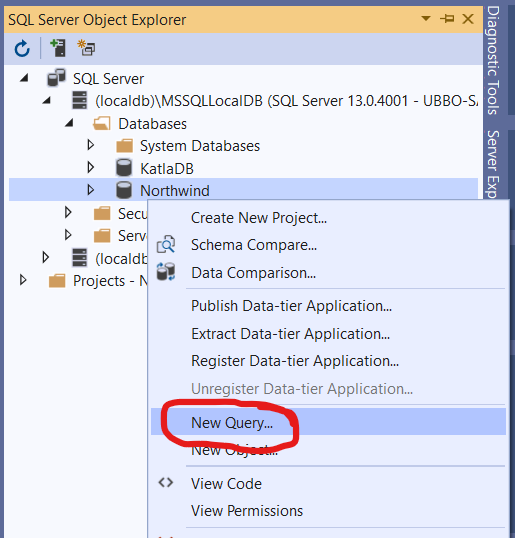 SQL Server Object Explorer
SQL Server
(localdb)\MSSQLLocalDB (SQL Server 13.0.4001 - UBBO-SA
Databases
System Databases
KatlaDB
Northwind
Secu
Serve
(localdb
Projects - N
Create New Project...
Schema Compare...
Data Comparison...
Publish Data-tier Application...
Extract Data-tier Application...
Register Data-tier Application...
Unregister Data-tier Application...
New Query...
New Object...
View Code
View Permissions
Diagnostic Tools
Server Exp